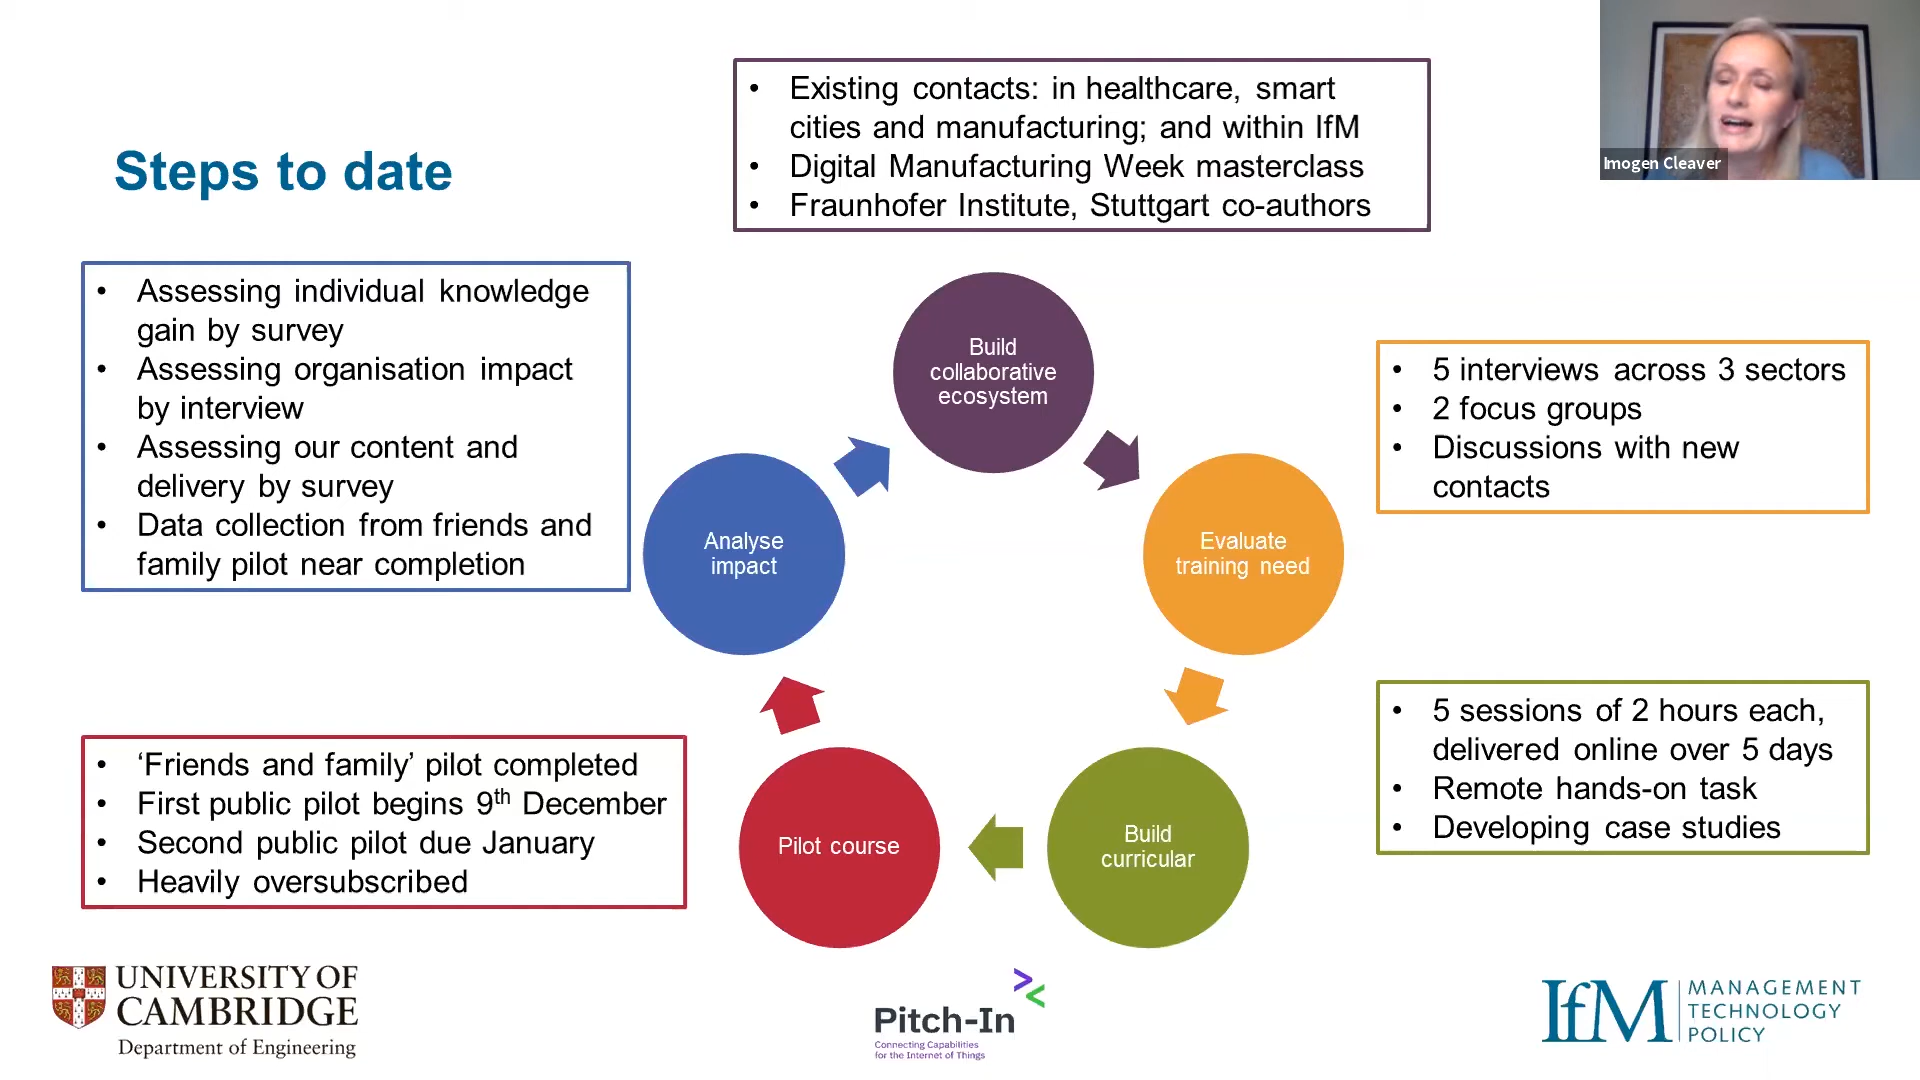 Steps to date
• Existing contacts: in healthcare, smart
cities and manufacturing; and within IfM
• Digital Manufacturing Week masterclass
• Fraunhofer Institute, Stuttgart co-authors
Imogen Cleaver
• Assessing individual knowledge
gain by survey
• Assessing organisation impact
by interview
• Assessing our content and
delivery by survey
• Data collection from friends and
family pilot near completion
Build
collaborative
ecosystem
• 5 interviews across 3 sectors
• 2 focus groups
• Discussions with new
contacts
Analyse
impact
Evaluate
training need
• 5 sessions of 2 hours each,
delivered online over 5 days
• Remote hands-on task
• Developing case studies
• ‘Friends and family’ pilot completed
• First public pilot begins 9th December
• Second public pilot due January
• Heavily oversubscribed
Pilot course
Build
curricular
UNIVERSITY OF
CAMBRIDGE
Department of Engineering
Pitch-In
Connecting Capabilities
for the Internet of Things
IfM
MANAGEMENT
TECHNOLOGY
POLICY